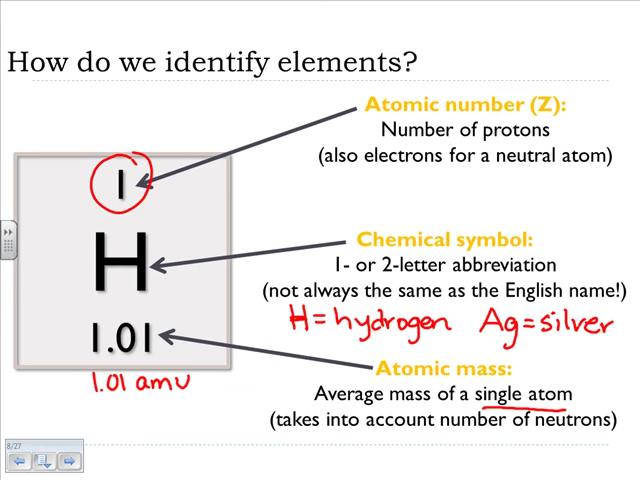 How do we identify elements?
Atomic number (Z):
Number of protons
(also electrons for a neutral atom)
1
H
1.01
1.01 amu
Chemical symbol:
1- or 2-letter abbreviation
(not always the same as the English name!)
H = hydrogen Ag = silver
Atomic mass:
Average mass of a single atom
(takes into account number of neutrons)
8/27